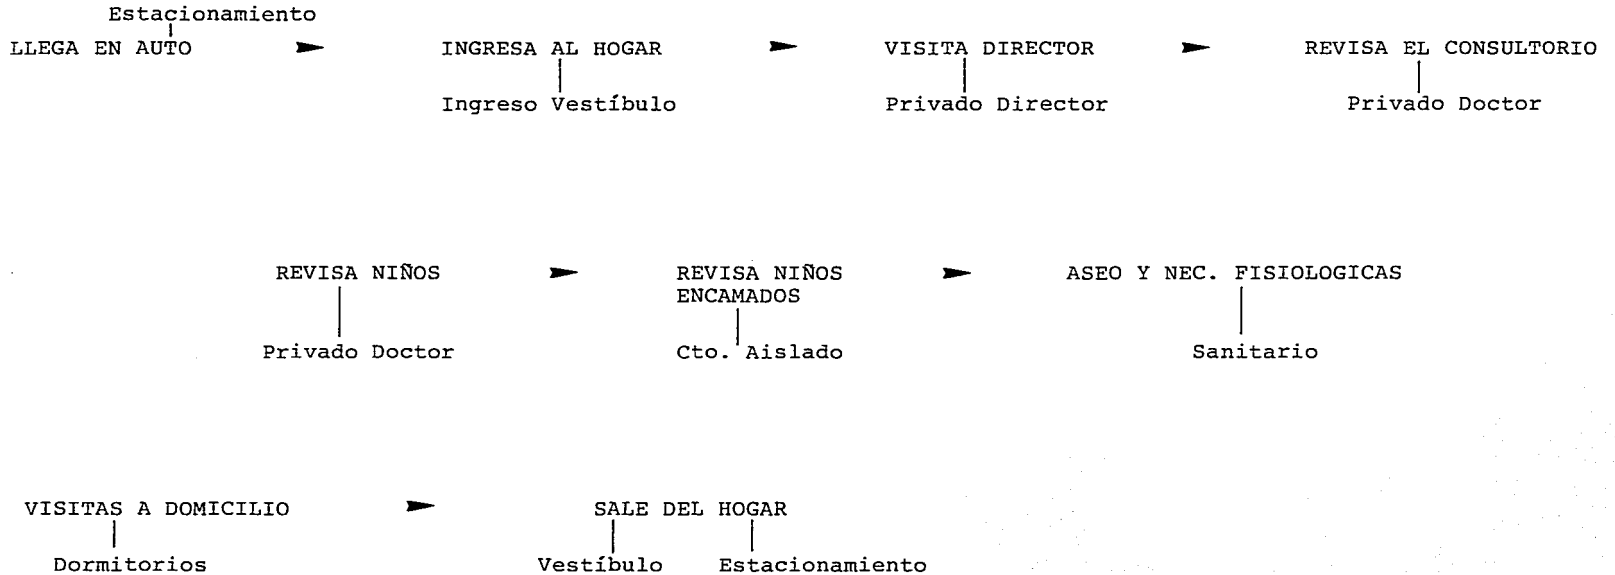 Estacionamiento
LLEGA EN AUTO INGRESA AL HOGAR VISITA DIRECTOR REVISA EL CONSULTORIO
Ingreso Vestíbulo Privado Director Privado Doctor
REVISA NIÑOS REVISA NIÑOS ASEO Y NEC. FISIOLOGICAS
ENCAMADOS
Privado Doctor Cto. Aislado Sanitario
VISITAS A DOMICILIO SALE DEL HOGAR
Dormitorios Vestíbulo Estacionamiento